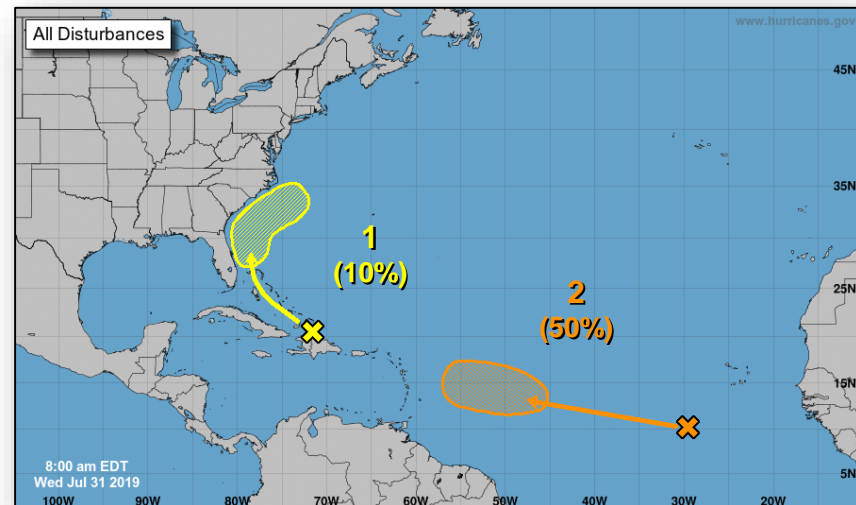 All Disturbances
www.hurricanes.gov
45N
35N
1
(10%)
25N
2
(50%)
15N
8:00 am EDT
Wed Jul 31 2019
5N
100W 90W 80W 70W 60W 50W 40W 30W 20W